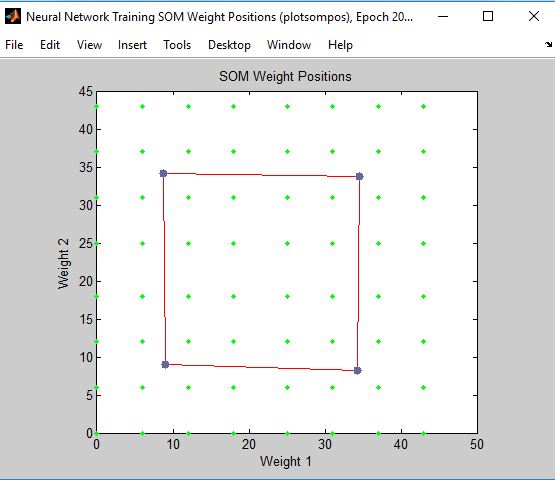 Neural Network Training SOM Weight Positions (plotsompos), Epoch 20...
File Edit View Insert Tools Desktop Window Help
SOM Weight Positions
45
40
35
30
25
20
15
10
5
0
Weight 2
0 10 20 30 40 50
Weight 1